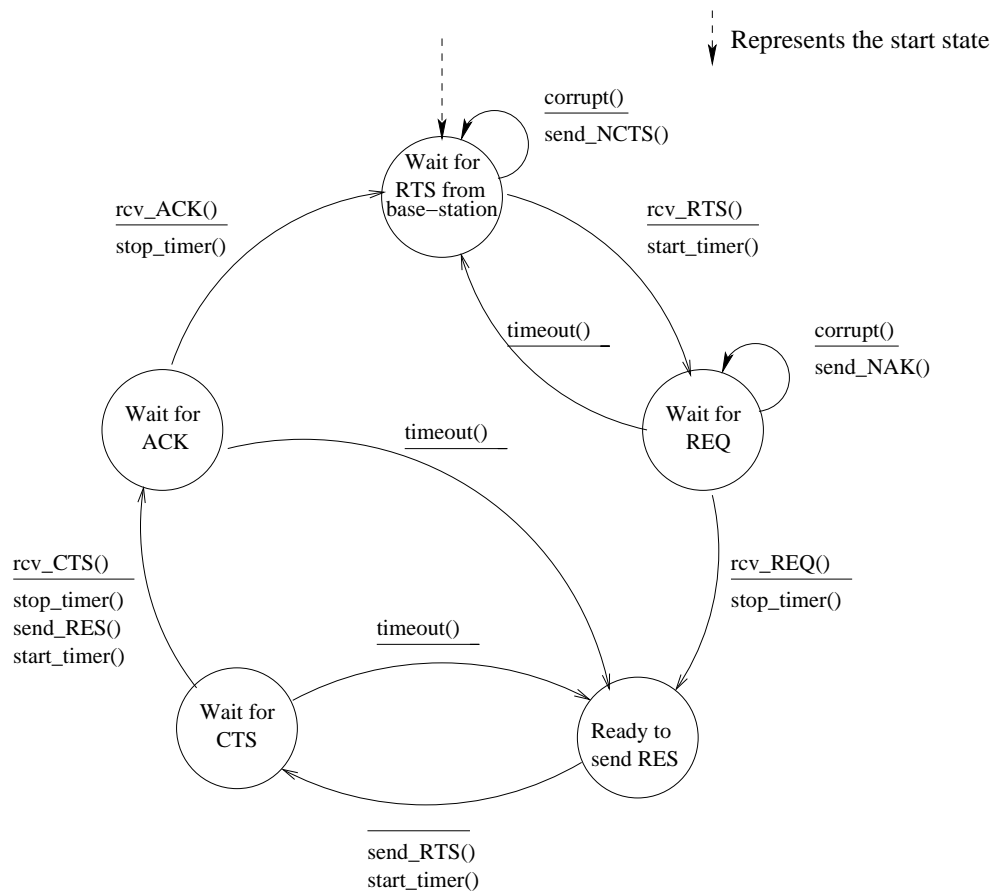 Represents the start state
corrupt()
send_NCTS()
Wait for
RTS from
base−station
rcv_ACK()
stop_timer()
rcv_RTS()
start_timer()
timeout()
corrupt()
send_NAK()
Wait for
ACK
Wait for
REQ
timeout()
rcv_CTS()
stop_timer()
send_RES()
start_timer()
rcv_REQ()
stop_timer()
timeout()
Wait for
CTS
Ready to
send RES
send_RTS()
start_timer()